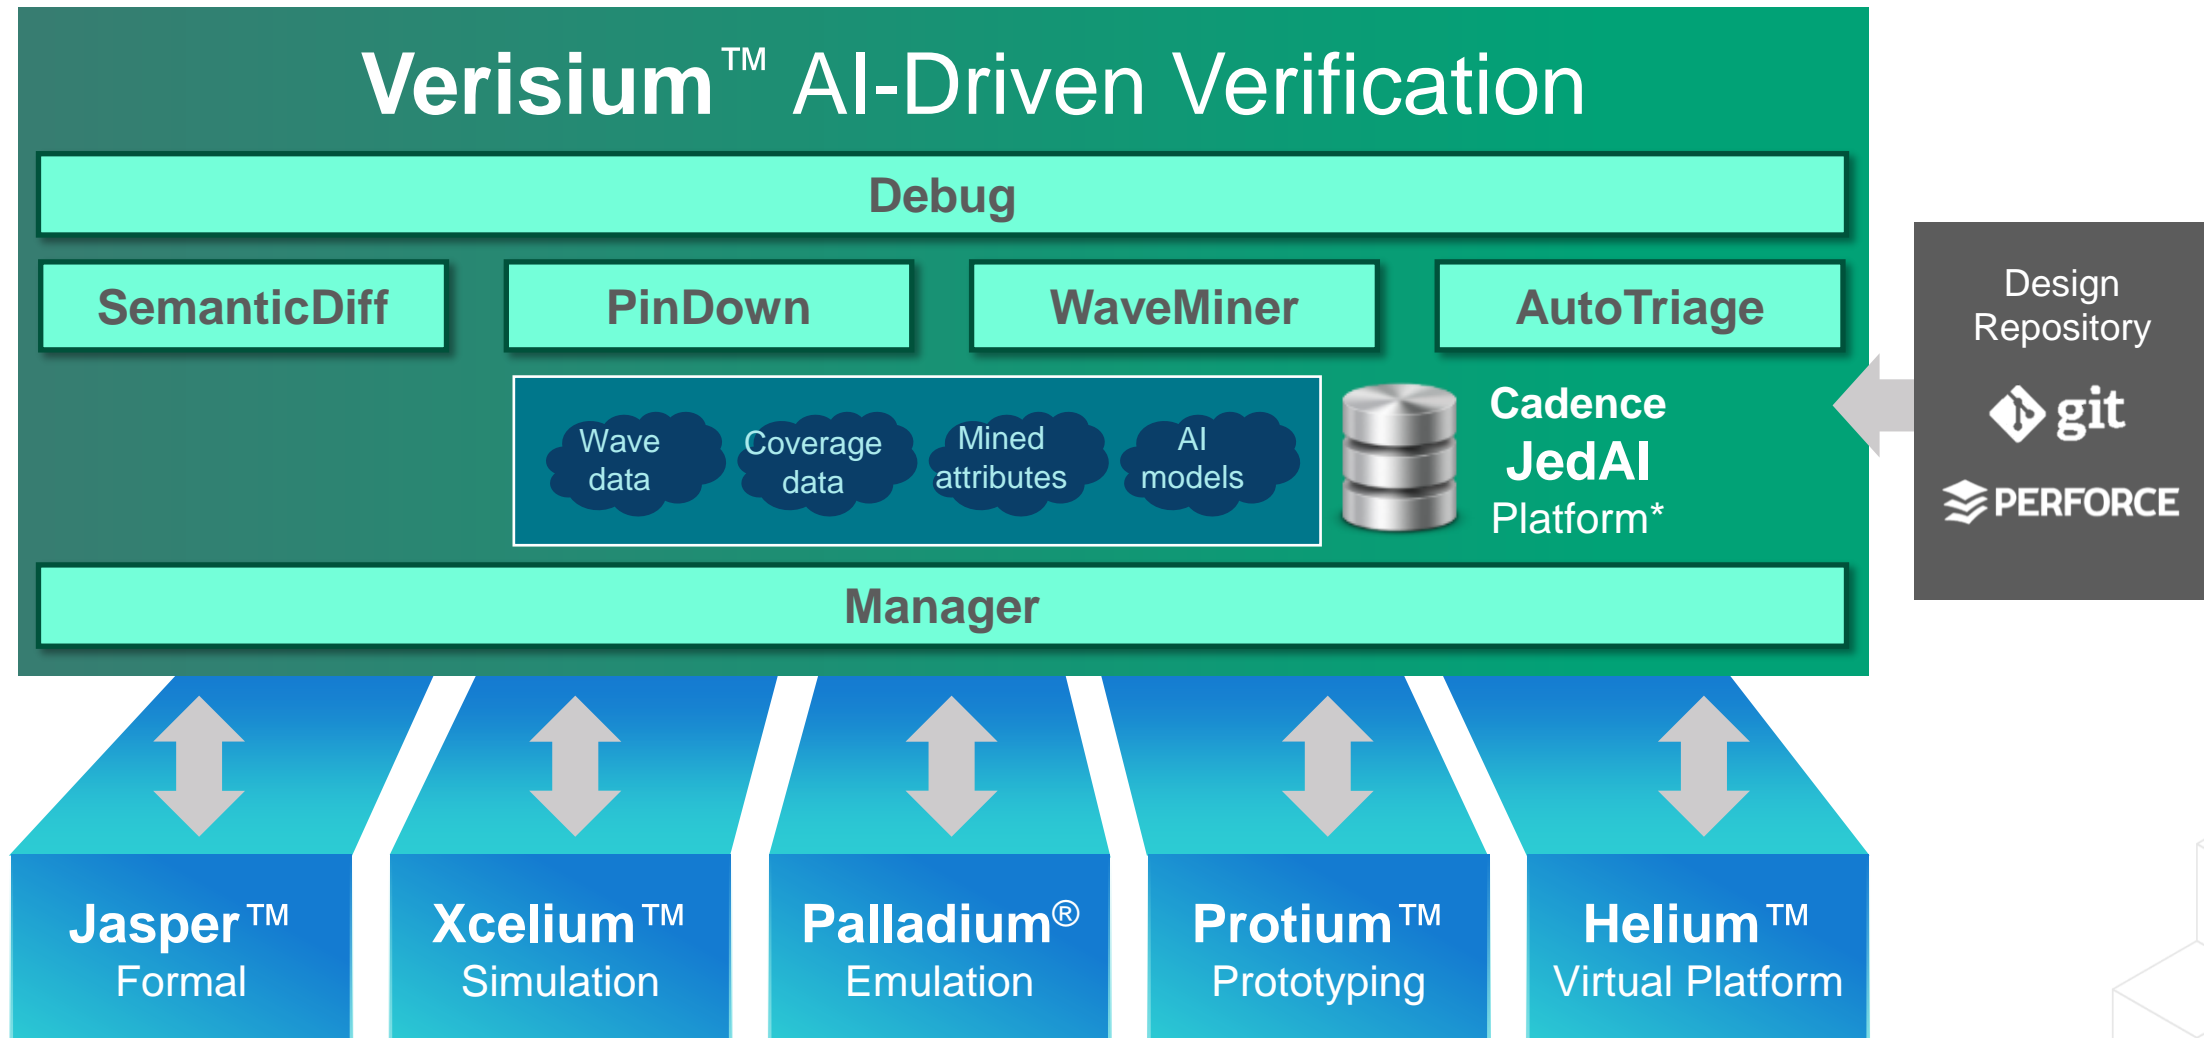 Verisium™ AI-Driven Verification
Debug
SemanticDiff
PinDown
WaveMiner
AutoTriage
Wave
data
Coverage
data
Mined
attributes
AI
models
Cadence
JedAI
Platform*
Manager
Design
Repository
git
PERFORCE
Jasper™
Formal
Xcelium™
Simulation
Palladium®
Emulation
Protium™
Prototyping
Helium™
Virtual Platform